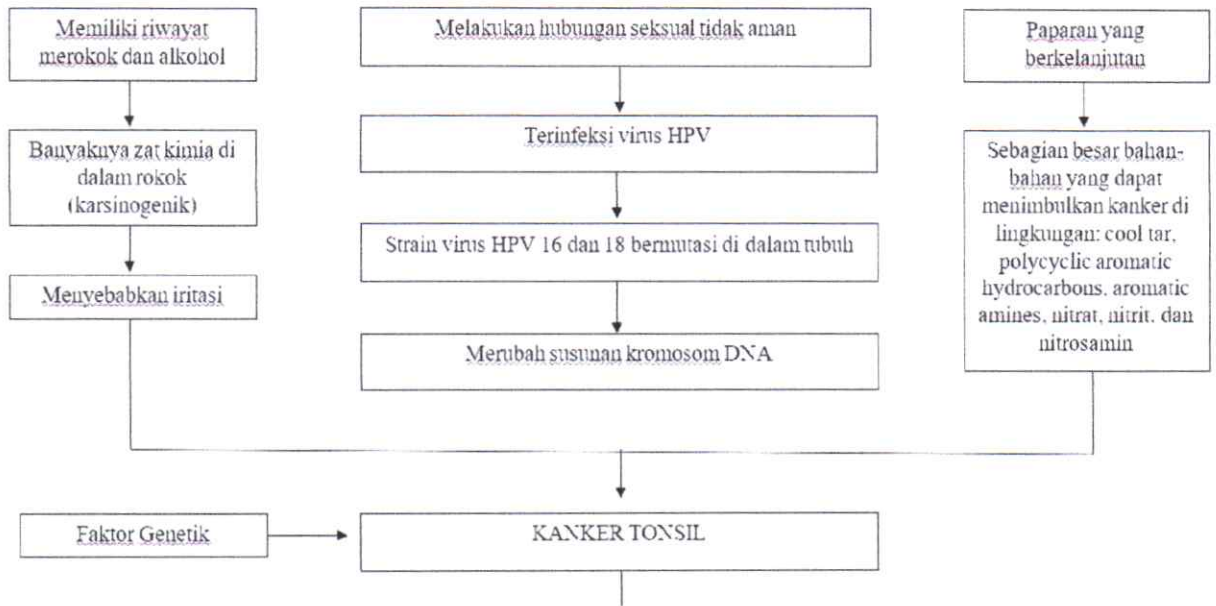 Memiliki riwayat
merokok dan alkohol
Banyaknya zat kimia di
dalam rokok
(karsinogenik)
Menyebabkan iritasi
Melakukan hubungan seksual tidak aman
Terinfeksi virus HPV
Strain virus HPV 16 dan 18 bermutasi di dalam tubuh
Merubah susunan kromosom DNA
Paparan yang
berkelanjutan
Sebagian besar bahan-
bahan yang dapat
menimbulkan kanker di
lingkungan: cool tar,
polycyclic aromatic
hydrocarbons, aromatic
amines, nitrat, nitrit, dan
nitrosamin
Faktor Genetik
KANKER TONSIL